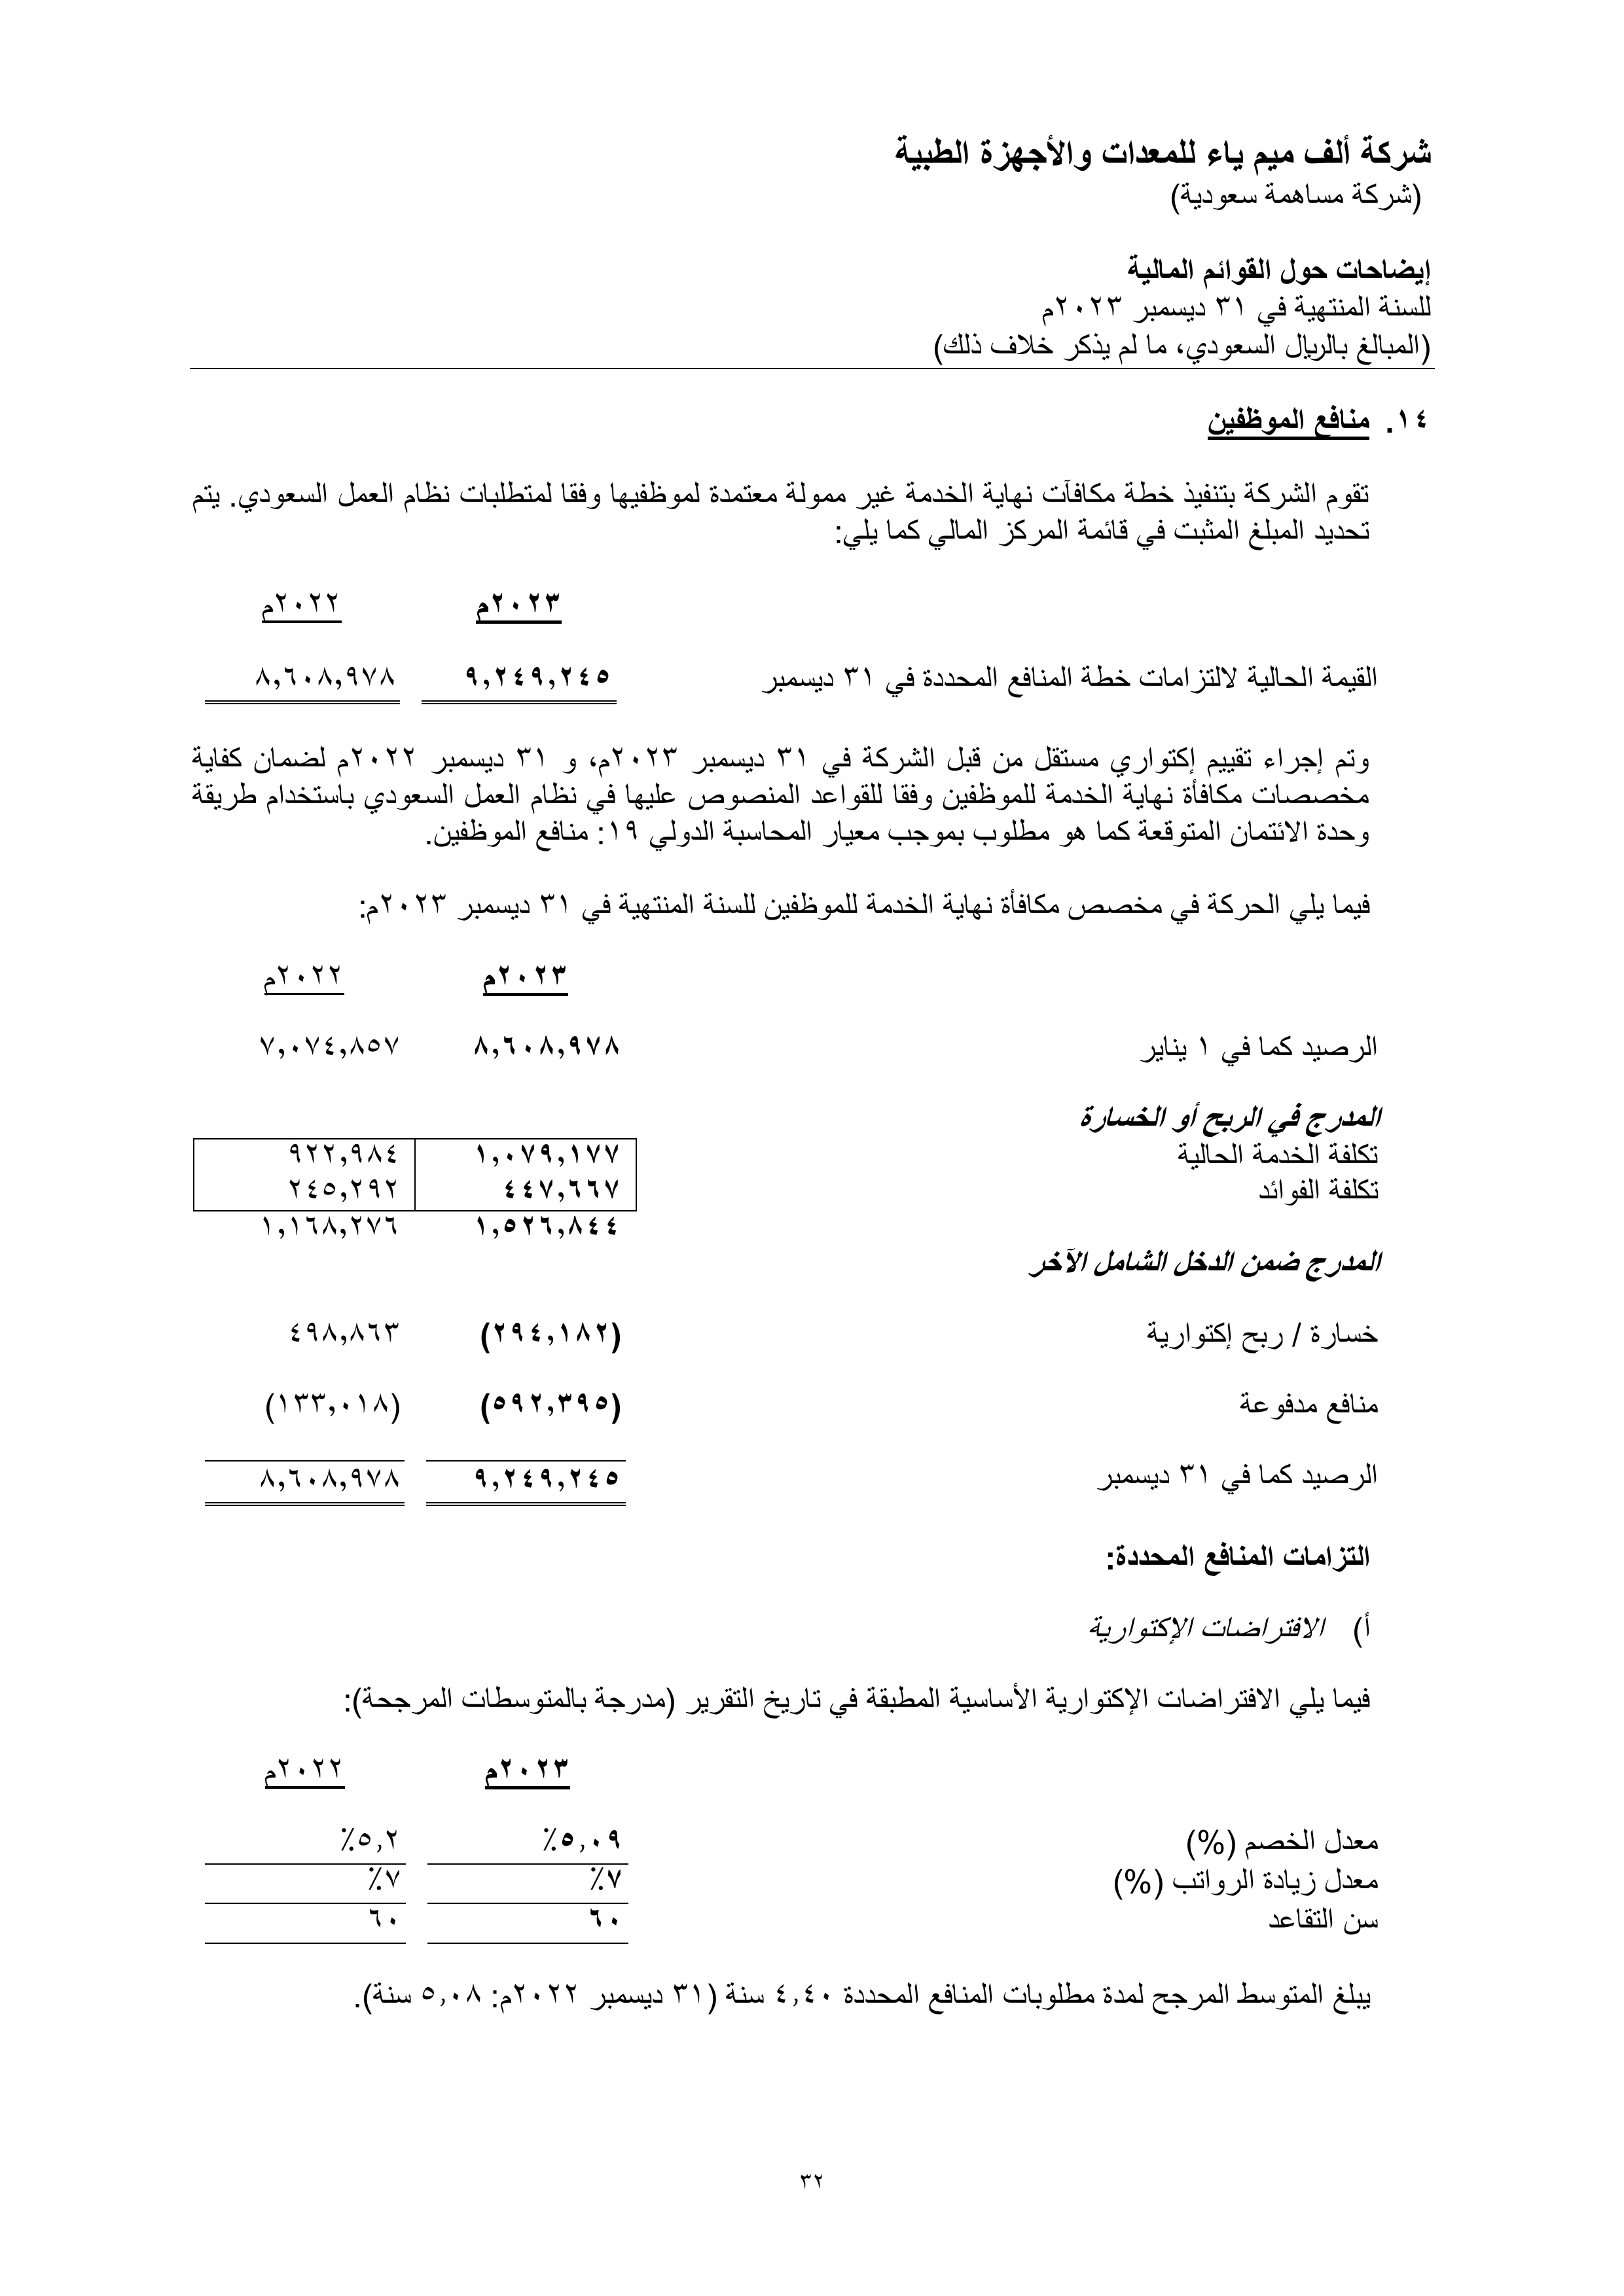 شركة ألف ميم ياء للمعدات والأجهزة الطبية
(شركة مساهمة سعودية)
إيضاحات حول القوائم المالية
للسنة المنتهية في ٣١ ديسمبر ٢٠٢٣م
(المبالغ بالريال السعودي، ما لم يذكر خلاف ذلك)
١٤. منافع الموظفين
تقوم الشركة بتنفيذ خطة مكافآت نهاية الخدمة غير ممولة معتمدة لموظفيها وفقا لمتطلبات نظام العمل السعودي. يتم
تحديد المبلغ المثبت في قائمة المركز المالي كما يلي:
٢٠٢٣م ٢٠٢٢م
القيمة الحالية لالتزامات خطة المنافع المحددة في ٣١ ديسمبر ٩,٢٤٩,٢٤٥ ٨,٦٠٨,٩٧٨
وتم إجراء تقييم إكتواري مستقل من قبل الشركة في ٣١ ديسمبر ٢٠٢٣م، و ٣١ ديسمبر ٢٠٢٢م لضمان كفاية
مخصصات مكافأة نهاية الخدمة للموظفين وفقا للقواعد المنصوص عليها في نظام العمل السعودي باستخدام طريقة
وحدة الائتمان المتوقعة كما هو مطلوب بموجب معيار المحاسبة الدولي ١٩: منافع الموظفين.
فيما يلي الحركة في مخصص مكافأة نهاية الخدمة للموظفين للسنة المنتهية في ٣١ ديسمبر ٢٠٢٣م:
٢٠٢٣م ٢٠٢٢م
الرصيد كما في ١ يناير ٨,٦٠٨,٩٧٨ ٧,٠٧٤,٨٥٧
المدرج في الربح أو الخسارة
تكلفة الخدمة الحالية ١,٠٧٩,١٧٧ ٩٢٢,٩٨٤
تكلفة الفوائد ٤٤٧,٦٦٧ ٢٤٥,٢٩٢
١,٥٢٦,٨٤٤ ١,١٦٨,٢٧٦
المدرج ضمن الدخل الشامل الآخر
خسارة / ربح إكتوارية (٢٩٤,١٨٢) ٤٩٨,٨٦٣
منافع مدفوعة (٥٩٢,٣٩٥) (١٣٣,٠١٨)
الرصيد كما في ٣١ ديسمبر ٩,٢٤٩,٢٤٥ ٨,٦٠٨,٩٧٨
التزامات المنافع المحددة:
أ) الافتراضات الإكتوارية
فيما يلي الافتراضات الإكتوارية الأساسية المطبقة في تاريخ التقرير (مدرجة بالمتوسطات المرجحة):
٢٠٢٣م ٢٠٢٢م
معدل الخصم (%) ٥,٠٩٪ ٥,٢٪
معدل زيادة الرواتب (%) ٧٪ ٧٪
سن التقاعد ٦٠ ٦٠
يبلغ المتوسط المرجح لمدة مطلوبات المنافع المحددة ٤,٤٠ سنة (٣١ ديسمبر ٢٠٢٢م: ٥,٠٨ سنة).
٣٢